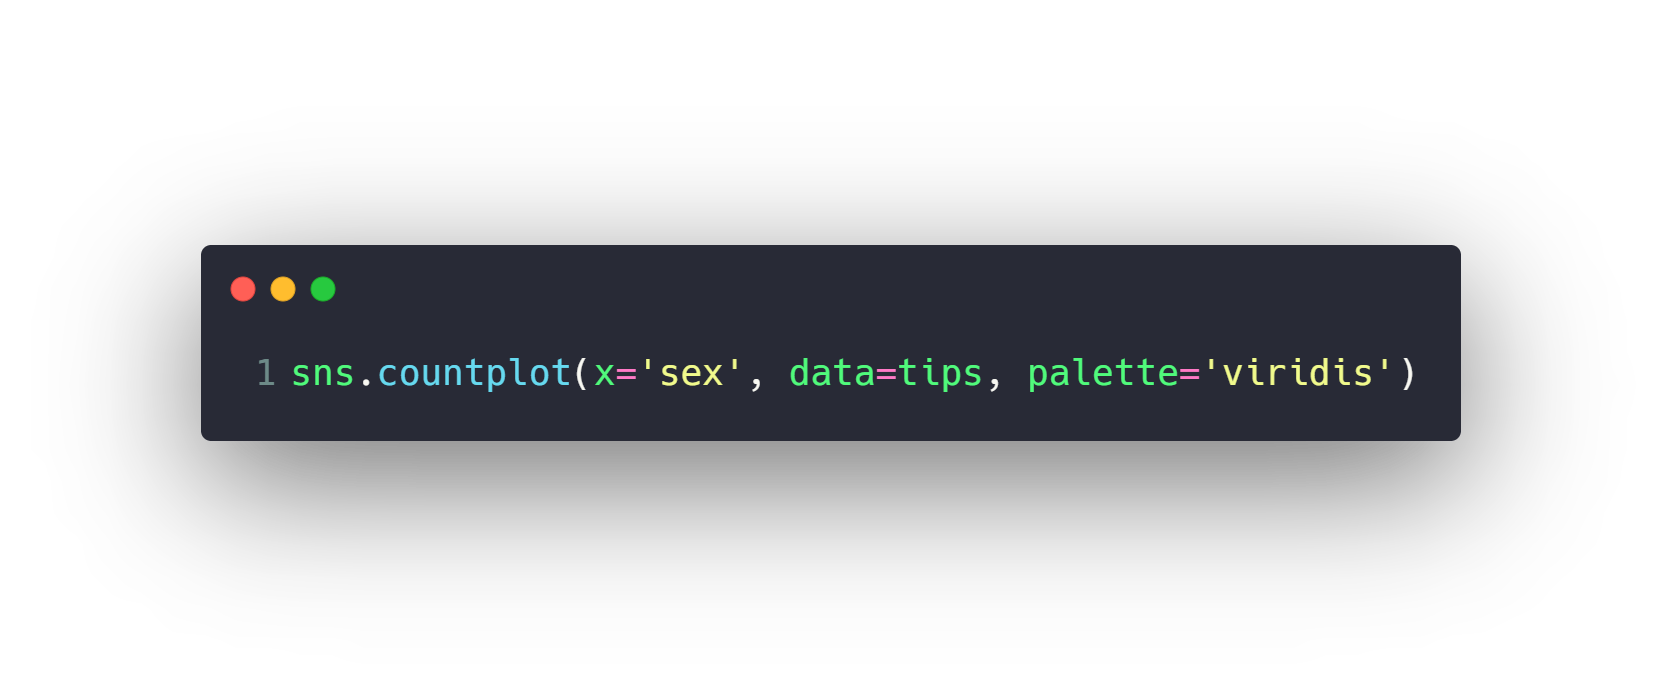 1 sns.countplot(x='sex', data=tips, palette='viridis')